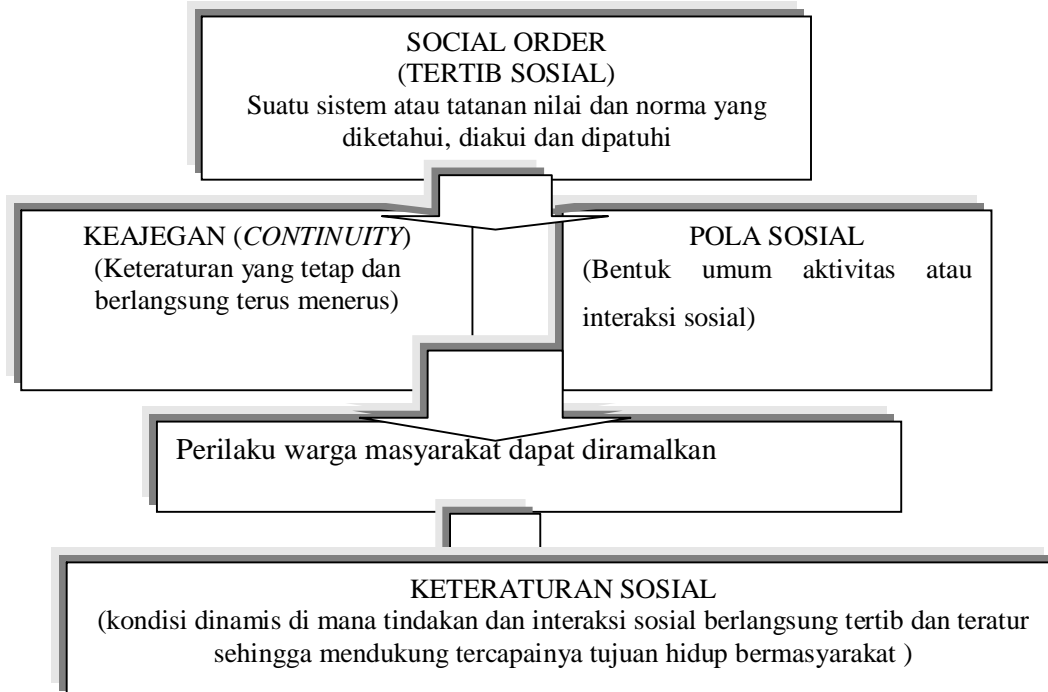 SOCIAL ORDER
(TERTIB SOSIAL)
Suatu sistem atau tatanan nilai dan norma yang
diketahui, diakui dan dipatuhi
KEAJEGAN (CONTINUITY)
(Keteraturan yang tetap dan
berlangsung terus menerus)
POLA SOSIAL
(Bentuk umum aktivitas atau
interaksi sosial)
Perilaku warga masyarakat dapat diramalkan
KETERATURAN SOSIAL
(kondisi dinamis di mana tindakan dan interaksi sosial berlangsung tertib dan teratur
sehingga mendukung tercapainya tujuan hidup bermasyarakat )